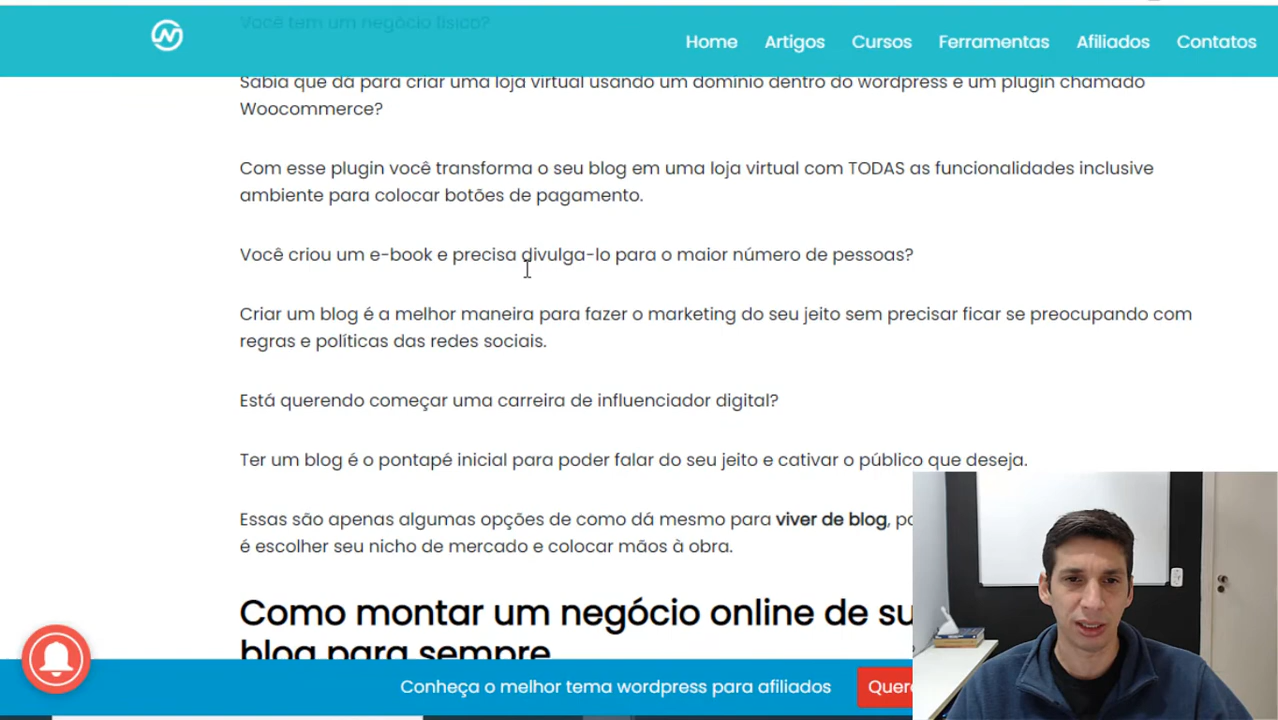 Você tem um negócio físico?
Home Artigos Cursos Ferramentas Afiliados Contatos
Sabia que dá para criar uma loja virtual usando um domínio dentro do wordpress e um plugin chamado
Woocommerce?
Com esse plugin você transforma o seu blog em uma loja virtual com TODAS as funcionalidades inclusive
ambiente para colocar botões de pagamento.
Você criou um e-book e precisa divulga-lo para o maior número de pessoas?
Criar um blog é a melhor maneira para fazer o marketing do seu jeito sem precisar ficar se preocupando com
regras e políticas das redes sociais.
Está querendo começar uma carreira de influenciador digital?
Ter um blog é o pontapé inicial para poder falar do seu jeito e cativar o público que deseja.
Essas são apenas algumas opções de como dá mesmo para viver de blog,
é escolher seu nicho de mercado e colocar mãos à obra.
Como montar um negócio online de su
blog para sempre
Conheça o melhor tema wordpress para afiliados